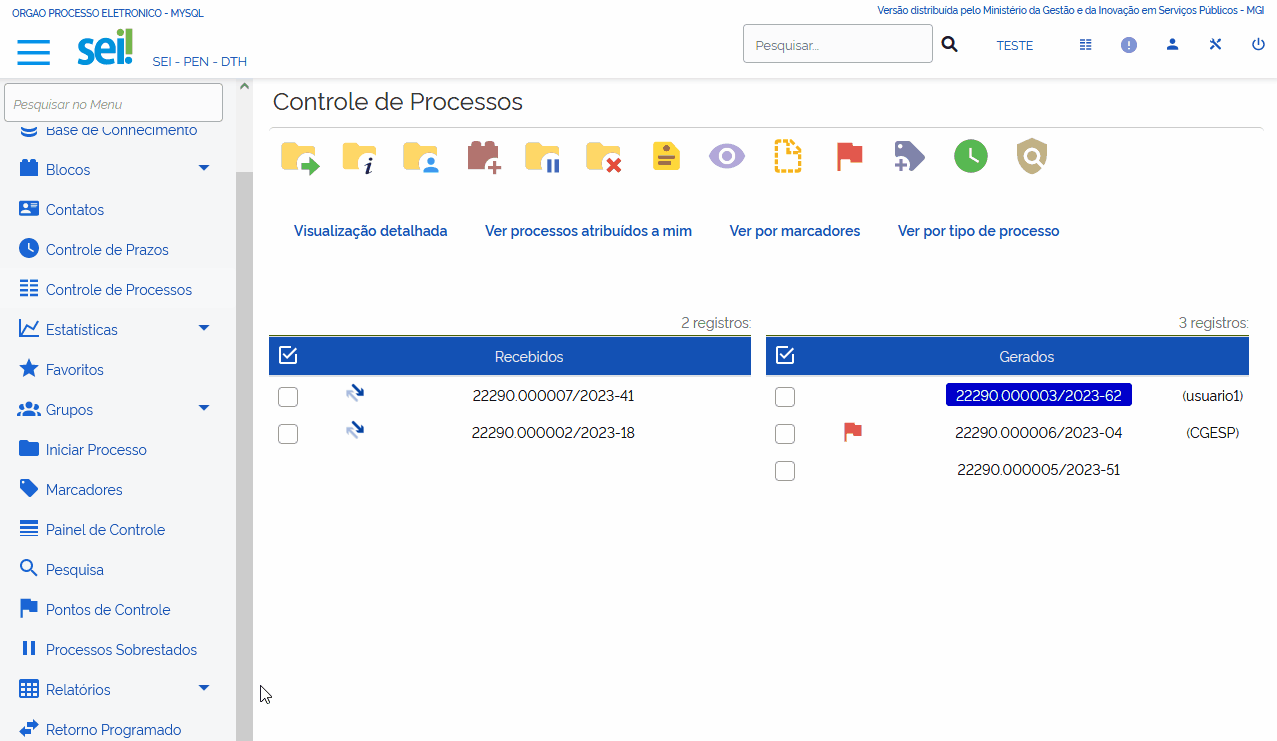 ORGAO PROCESSO ELETRONICO - MYSQL
Versão distribuída pelo Ministério da Gestão e da Inovação em Serviços Públicos - MGI
sei!
SEI - PEN - DTH
Pesquisar...
TESTE
Pesquisar no Menu
Base de Conhecimento
Blocos
Contatos
Controle de Prazos
Controle de Processos
Estatísticas
Favoritos
Grupos
Iniciar Processo
Marcadores
Painel de Controle
Pesquisa
Pontos de Controle
Processos Sobrestados
Relatórios
Retorno Programado
Controle de Processos
Visualização detalhada
Ver processos atribuídos a mim
Ver por marcadores
Ver por tipo de processo
2 registros:
Recebidos
22290.000007/2023-41
22290.000002/2023-18
3 registros:
Gerados
22290.000003/2023-62 (usuario1)
22290.000006/2023-04 (CGESP)
22290.000005/2023-51